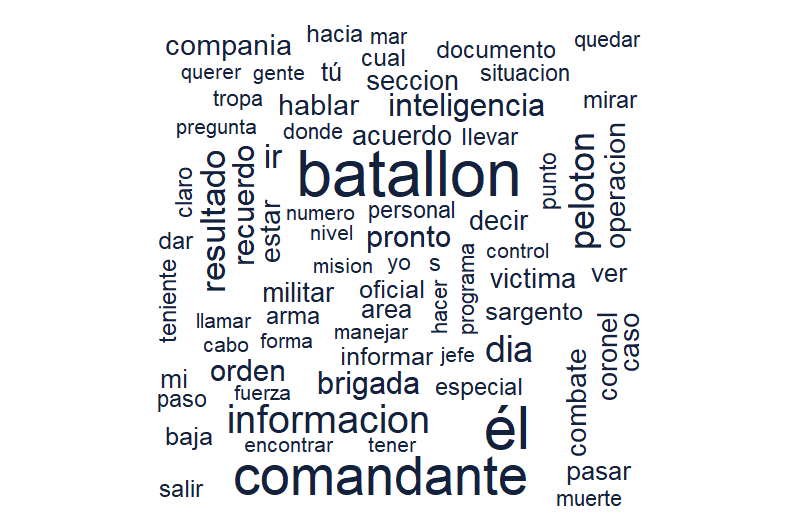 hacia
mar
compania
cual
documento
quedar
querer
gente
tú
seccion
situacion
tropa
hablar
inteligencia
mirar
pregunta
donde
acuerdo
llevar
claro
resultado
recuerdo
ir
batallon
punto
peloton
operacion
estar
numero
personal
decir
dar
nivel
pronto
control
teniente
mision
yo
s
hacer
programa
victima
ver
militar
oficial
sargento
llamar
arma
area
manejar
coronel
caso
cabo
forma
informar
jefe
dia
mi
orden
brigada
especial
combate
paso
fuerza
informacion
él
baja
encontrar
tener
comandante
pasar
salir
muerte